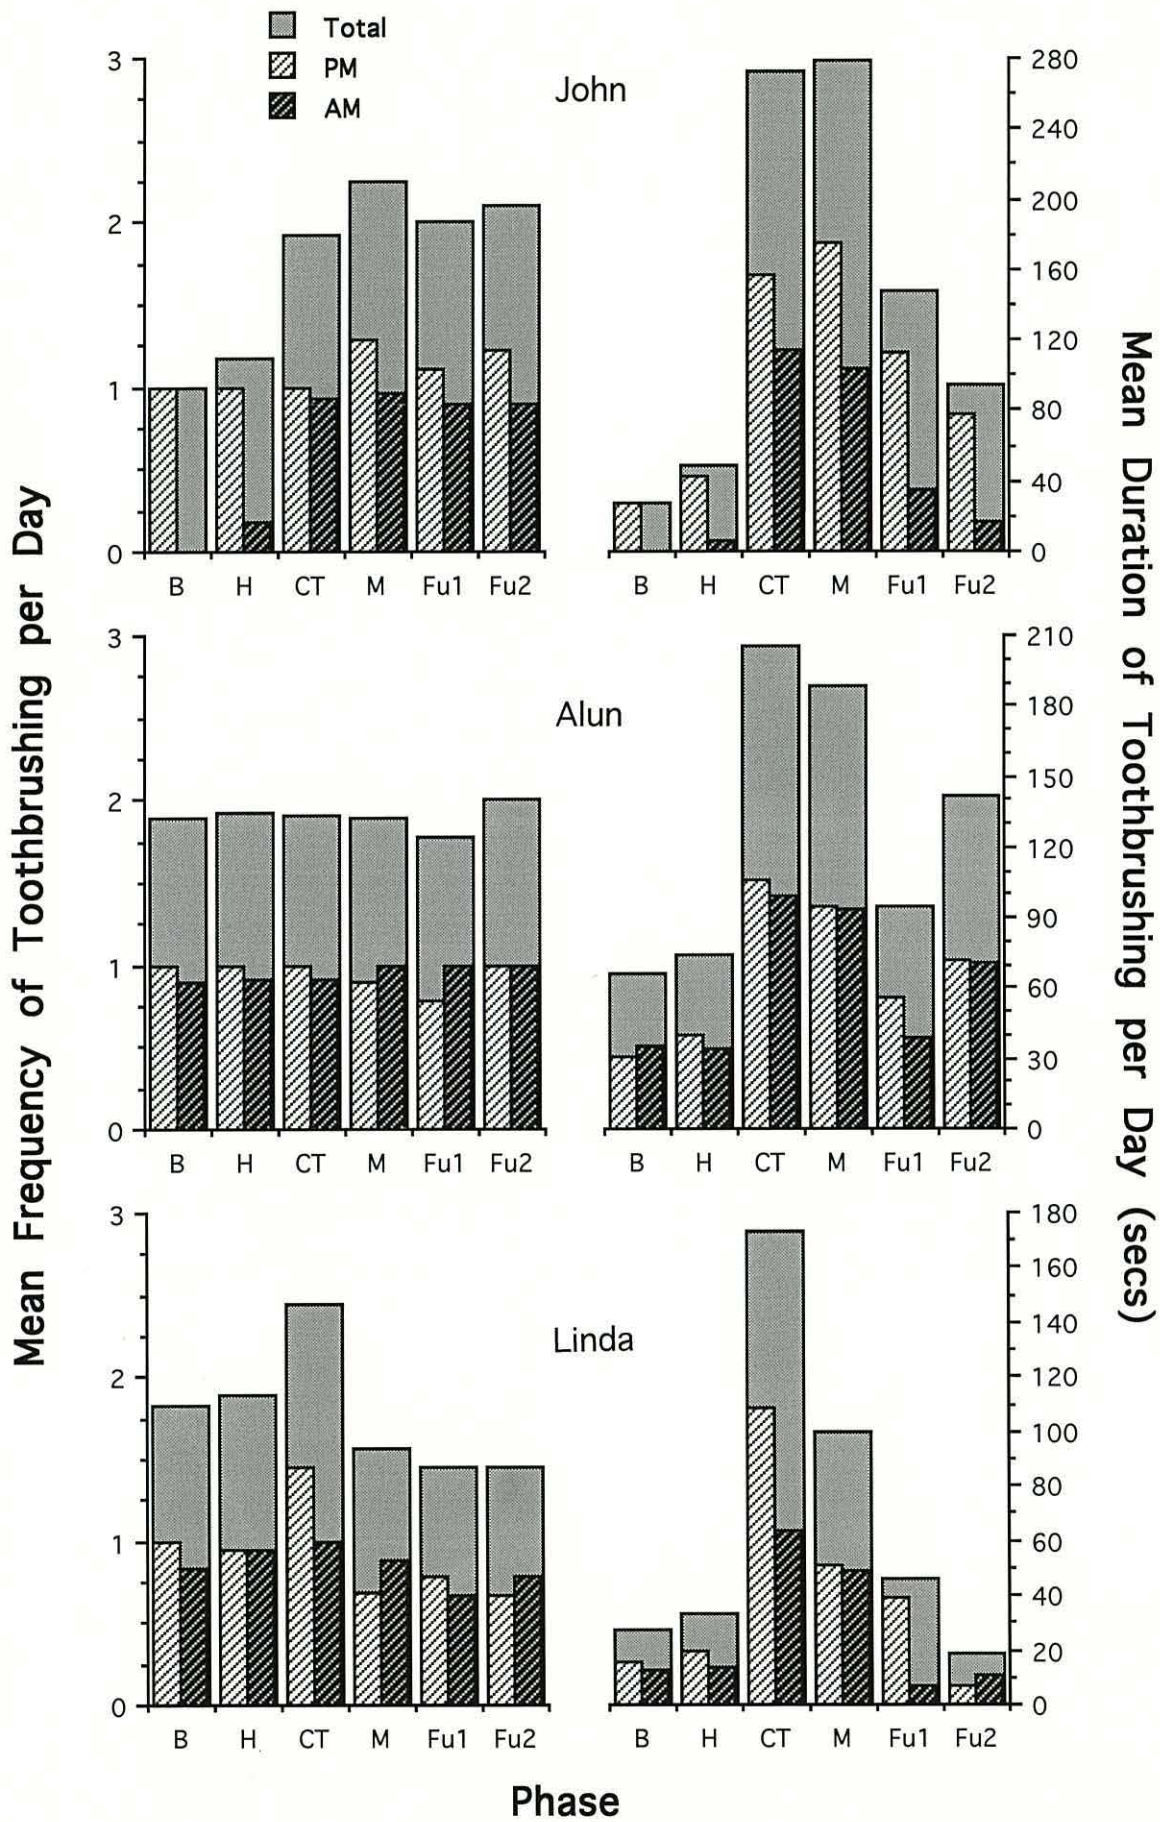 Total
PM
AM
Mean Frequency of Toothbrushing per Day
Mean Duration of Toothbrushing per Day (secs)
John
3
2
1
0
B H CT M Fu1 Fu2
280
240
200
160
120
80
40
0
B H CT M Fu1 Fu2
Alun
3
2
1
0
B H CT M Fu1 Fu2
210
180
150
120
90
60
30
0
B H CT M Fu1 Fu2
Linda
3
2
1
0
B H CT M Fu1 Fu2
180
160
140
120
100
80
60
40
20
0
B H CT M Fu1 Fu2
Phase